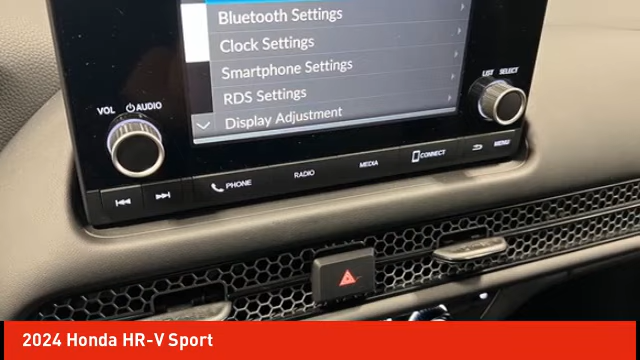 Bluetooth Settings
Clock Settings
Smartphone Settings
RDS Settings
Display Adjustment
VOL AUDIO
LIST SELECT
PHONE RADIO MEDIA CONNECT MENU
2024 Honda HR-V Sport